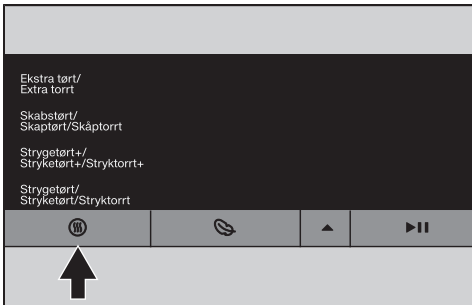 Ekstra tørt/
Extra torrt
Skabstørt/
Skaptørt/Skåptorrt
Strygetørt+/
Stryketørt+/Stryktorrt+
Strygetørt/
Stryketørt/Stryktorrt